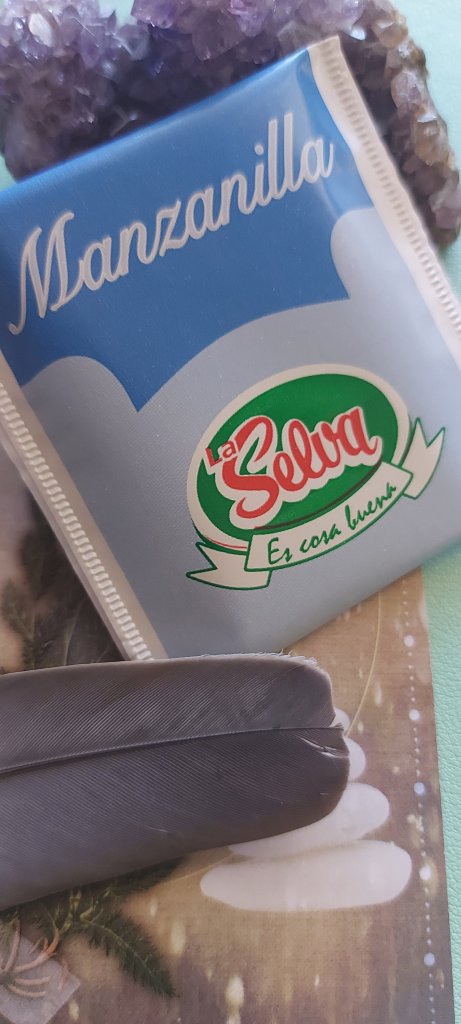 Manzanilla
La
Selva
Es cosa buena